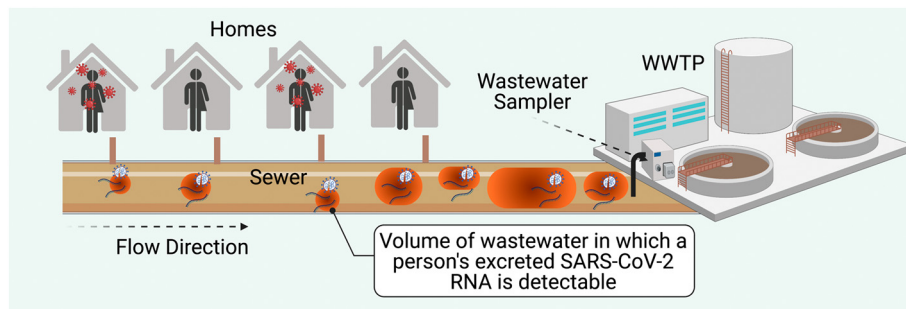 Homes
WWTP
Wastewater
Sampler
Sewer
Flow Direction
Volume of wastewater in which a
person's excreted SARS-CoV-2
RNA is detectable